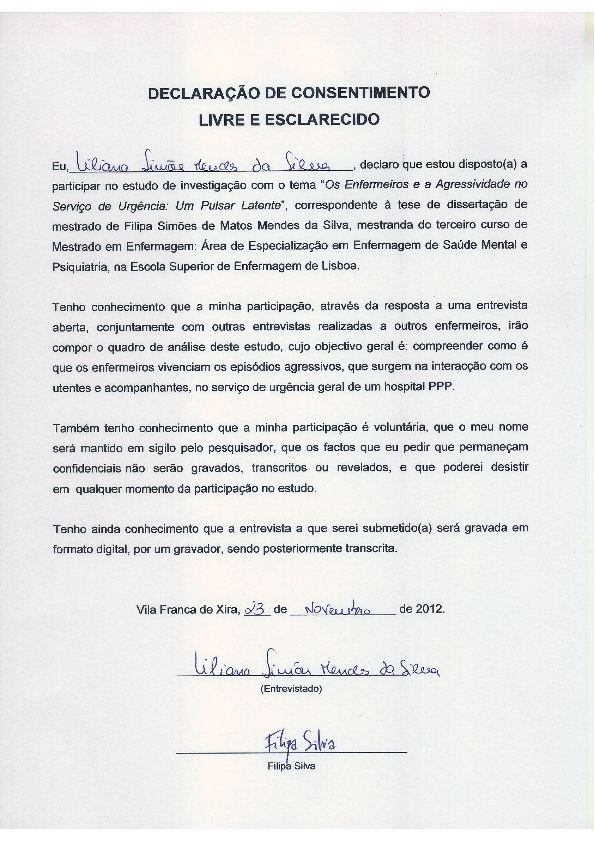 DECLARAÇÃO DE CONSENTIMENTO
LIVRE E ESCLARECIDO
Eu, Liliana Simões Mendes da Silva, declaro que estou disposto(a) a
participar no estudo de investigação com o tema "Os Enfermeiros e a Agressividade no
Serviço de Urgência: Um Pulsar Latente", correspondente à tese de dissertação de
mestrado de Filipa Simões de Matos Mendes da Silva, mestranda do terceiro curso de
Mestrado em Enfermagem: Área de Especialização em Enfermagem de Saúde Mental e
Psiquiatria, na Escola Superior de Enfermagem de Lisboa.
Tenho conhecimento que a minha participação, através da resposta a uma entrevista
aberta, conjuntamente com outras entrevistas realizadas a outros enfermeiros, irão
compor o quadro de análise deste estudo, cujo objectivo geral é: compreender como é
que os enfermeiros vivenciam os episódios agressivos, que surgem na interacção com os
utentes e acompanhantes, no serviço de urgência geral de um hospital PPP.
Também tenho conhecimento que a minha participação é voluntária, que o meu nome
será mantido em sigilo pelo pesquisador, que os factos que eu pedir que permaneçam
confidenciais não serão gravados, transcritos ou revelados, e que poderei desistir
em qualquer momento da participação no estudo.
Tenho ainda conhecimento que a entrevista a que serei submetido(a) será gravada em
formato digital, por um gravador, sendo posteriormente transcrita.
Vila Franca de Xira, 23 de Novembro de 2012.
Liliana Simões Mendes da Silva
(Entrevistado)
Filipa Silva
Filipa Silva